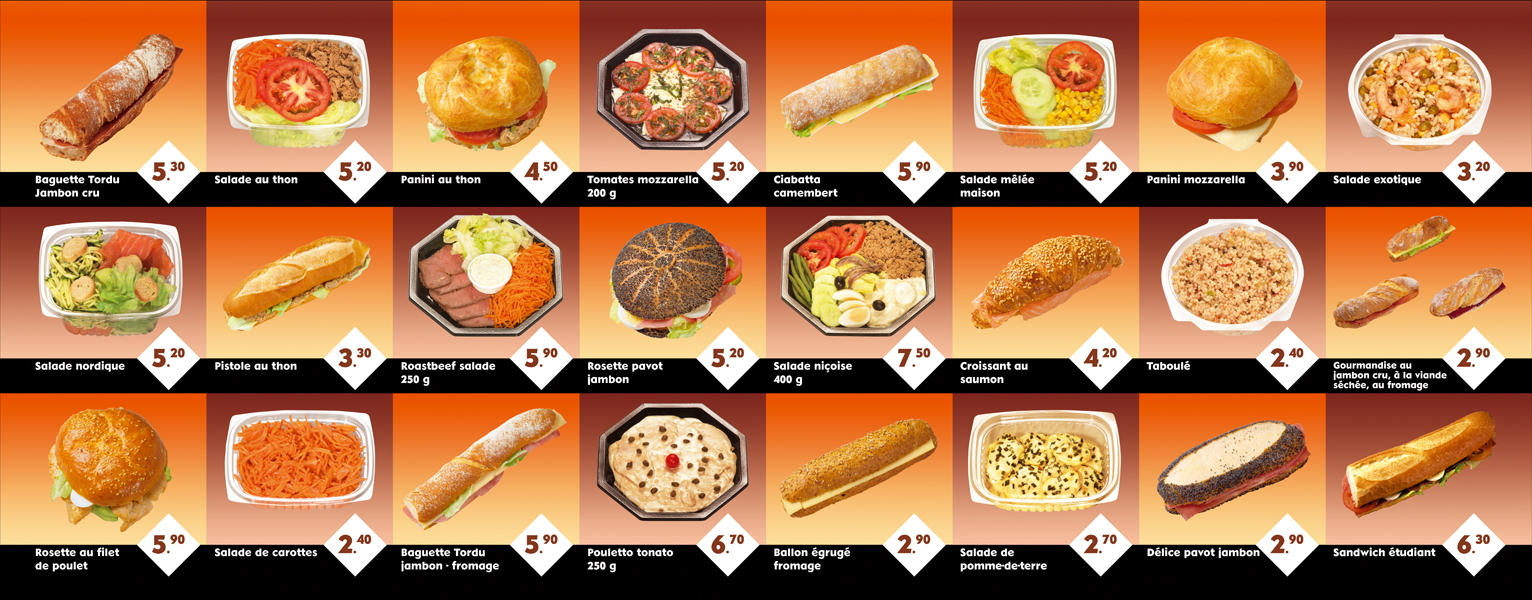 5.30
Baguette Tordu
Jambon cru
5.20
Salade au thon
4.50
Panini au thon
5.20
Tomates mozzarella
200 g
5.90
Ciabatta
camembert
5.20
Salade mêlée
maison
3.90
Panini mozzarella
3.20
Salade exotique
5.20
Salade nordique
3.30
Pistole au thon
5.90
Roastbeef salade
250 g
5.20
Rosette pavot
jambon
7.50
Salade niçoise
400 g
4.20
Croissant au
saumon
2.40
Taboulé
2.90
Gourmandise au
jambon cru, à la viande
séchée, au fromage
5.90
Rosette au filet
de poulet
2.40
Salade de carottes
5.90
Baguette Tordu
jambon · fromage
6.70
Pouletto tonato
250 g
2.90
Ballon égrugé
fromage
2.70
Salade de
pomme-de-terre
2.90
Délice pavot jambon
6.30
Sandwich étudiant